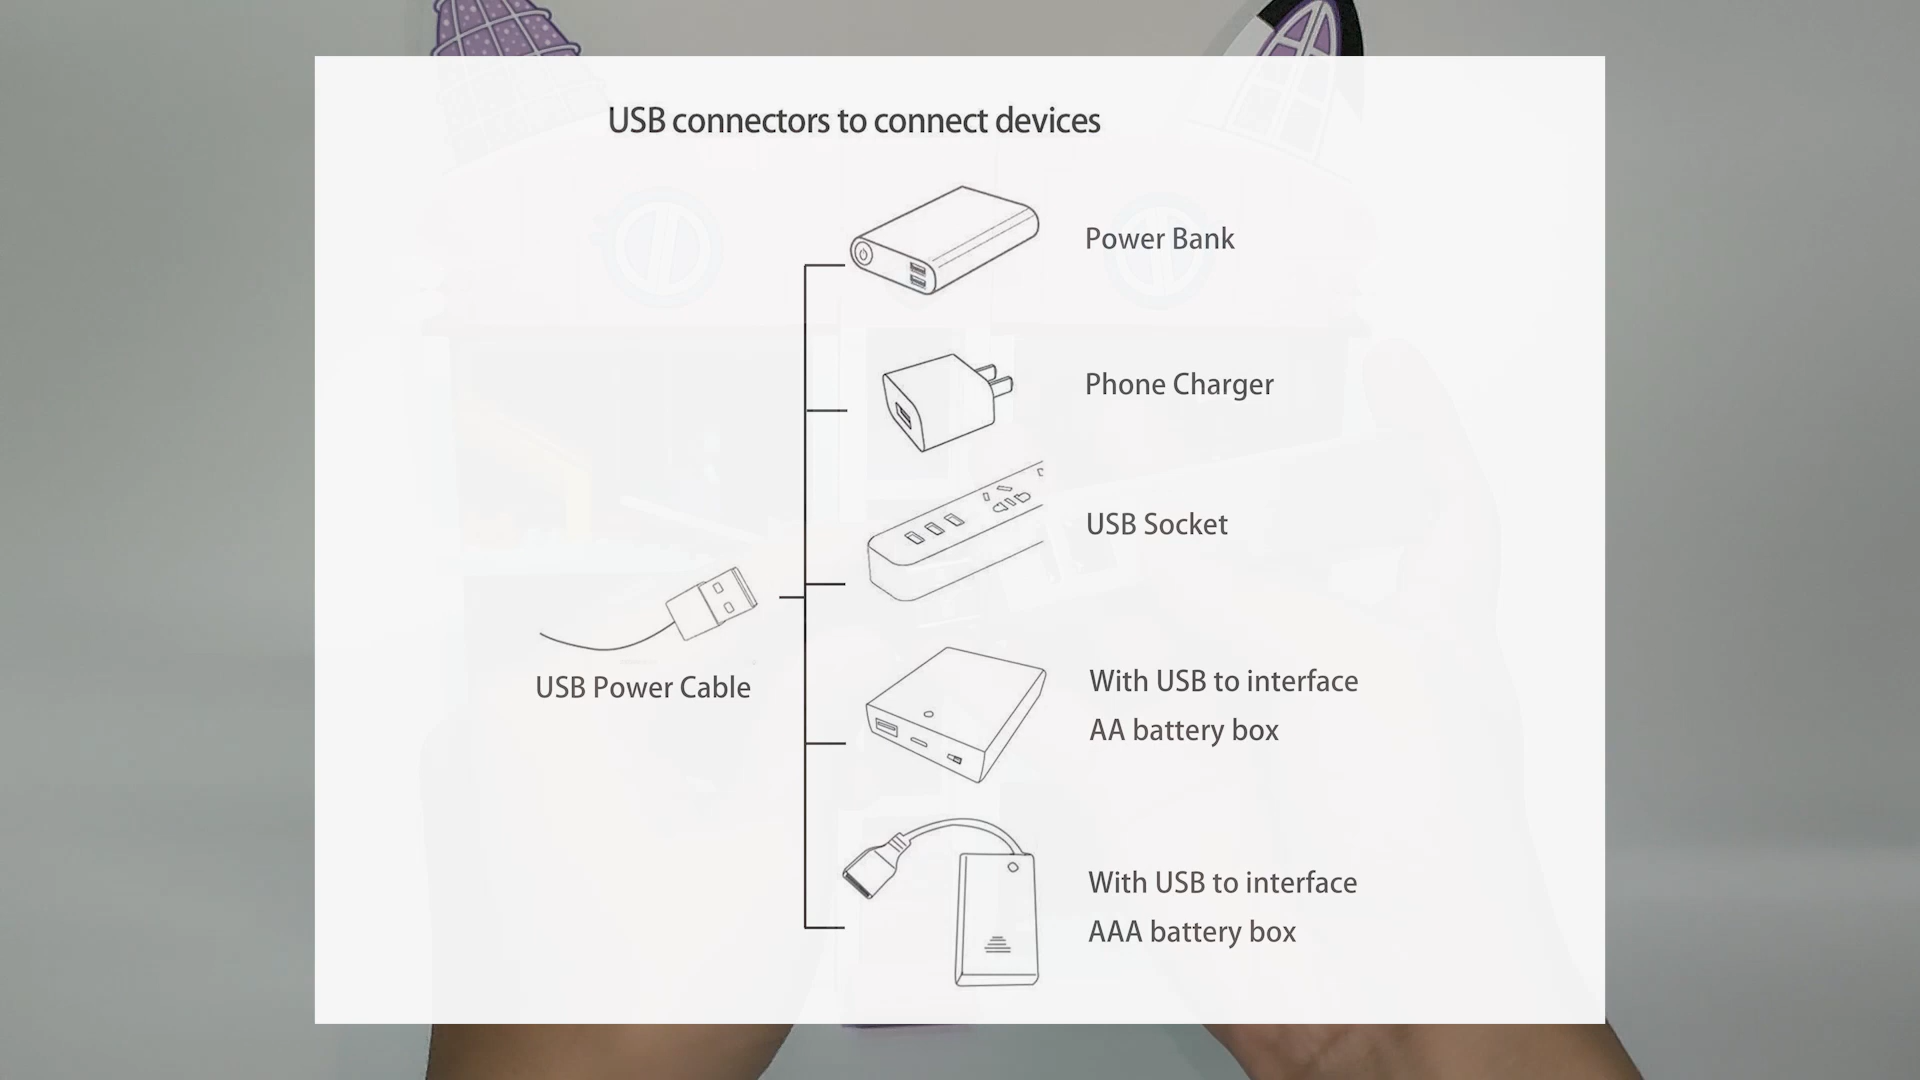 USB connectors to connect devices
Power Bank
Phone Charger
USB Socket
USB Power Cable
With USB to interface
AA battery box
With USB to interface
AAA battery box